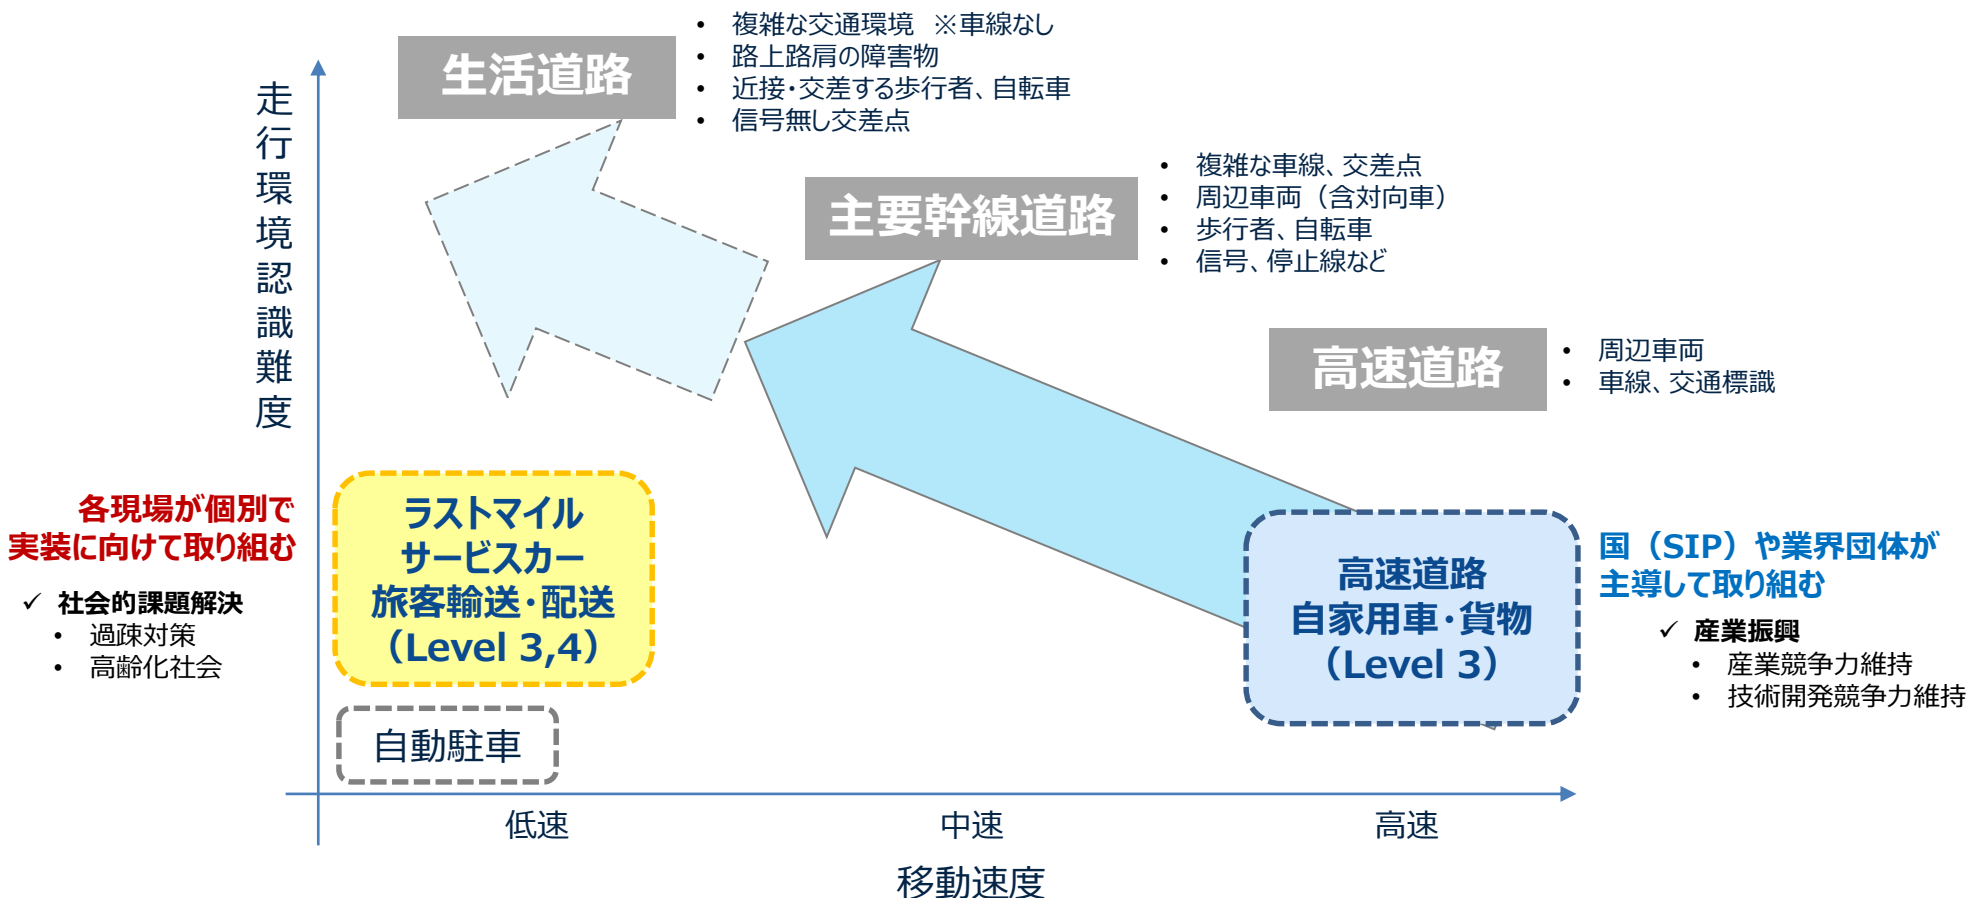 • 複雑な交通環境　※車線なし
• 路上路肩の障害物
• 近接・交差する歩行者、自転車
• 信号無し交差点
生活道路
走行環境認識難度
• 複雑な車線、交差点
• 周辺車両（含対向車）
• 歩行者、自転車
• 信号、停止線など
主要幹線道路
高速道路
• 周辺車両
• 車線、交通標識
各現場が個別で
実装に向けて取り組む
✓ 社会的課題解決
• 過疎対策
• 高齢化社会
ラストマイル
サービスカー
旅客輸送・配送
（Level 3,4）
自動駐車
高速道路
自家用車・貨物
（Level 3）
国（SIP）や業界団体が
主導して取り組む
✓ 産業振興
• 産業競争力維持
• 技術開発競争力維持
低速
中速
高速
移動速度